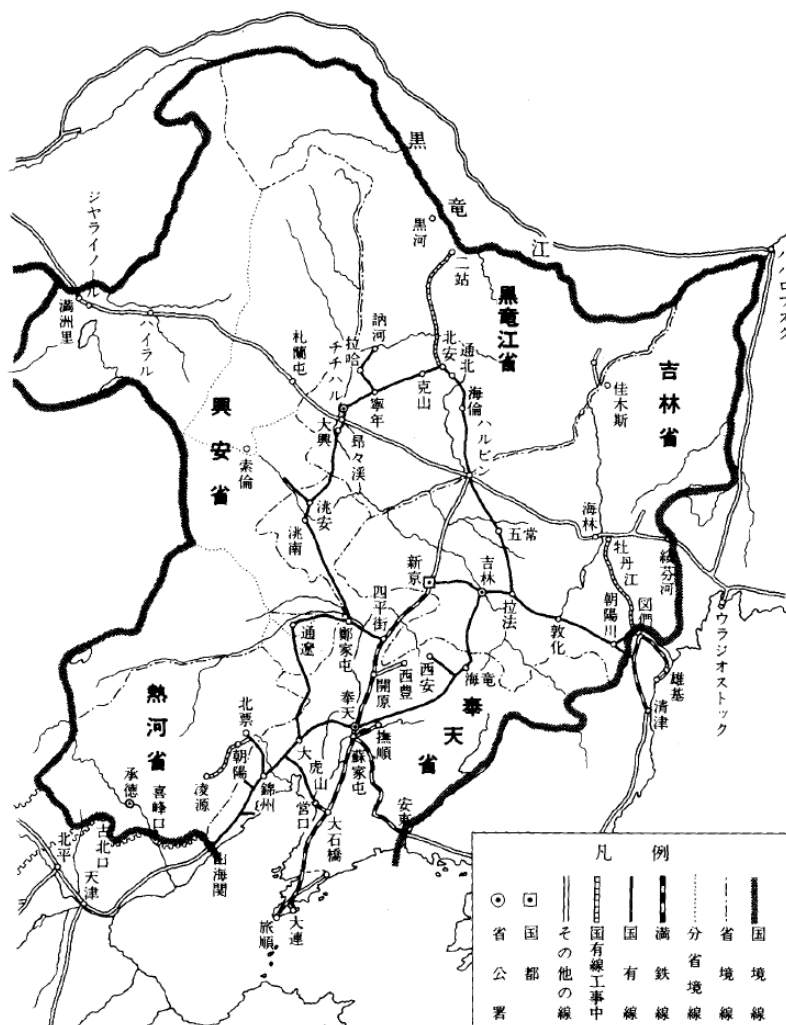 黒竜江
黒河
二站
ジヤライノール
満洲里
ハイラル
札蘭屯
チチハル
拉哈
訥河
北安
通北
克山
海倫
寧年
黒竜江省
ハバロフスク
吉林省
佳木斯
興安省
索倫
大興
昂々渓
ハルビン
洮安
洮南
五常
海林
牡丹江
綏芬河
新京
吉林
拉法
敦化
朝陽川
図們
ウラジオストック
雄基
清津
四平街
鄭家屯
通遼
西安
西豊
開原
海竜
奉天省
奉天
撫順
蘇家屯
安東
熱河省
北票
朝陽
凌源
承徳
喜峰口
古北口
北平
天津
山海関
錦州
大虎山
営口
大石橋
大連
旅順
凡例
国境線
省境線
分省境線
満鉄線
国有線
国有線工事中
その他の線
国都
省公署